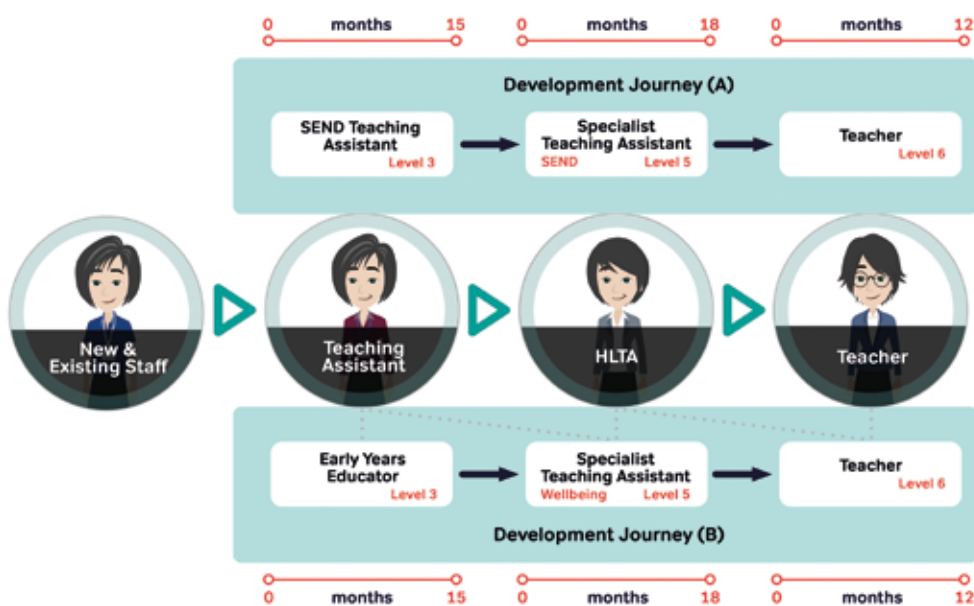 0 months 15 0 months 18 0 months 12
Development Journey (A)
SEND Teaching
Assistant
Level 3
Specialist
Teaching Assistant
SEND Level 5
Teacher
Level 6
New &
Existing Staff
Teaching
Assistant
HLTA
Teacher
Early Years
Educator
Level 3
Specialist
Teaching Assistant
Wellbeing Level 5
Teacher
Level 6
Development Journey (B)
0 months 15 0 months 18 0 months 12